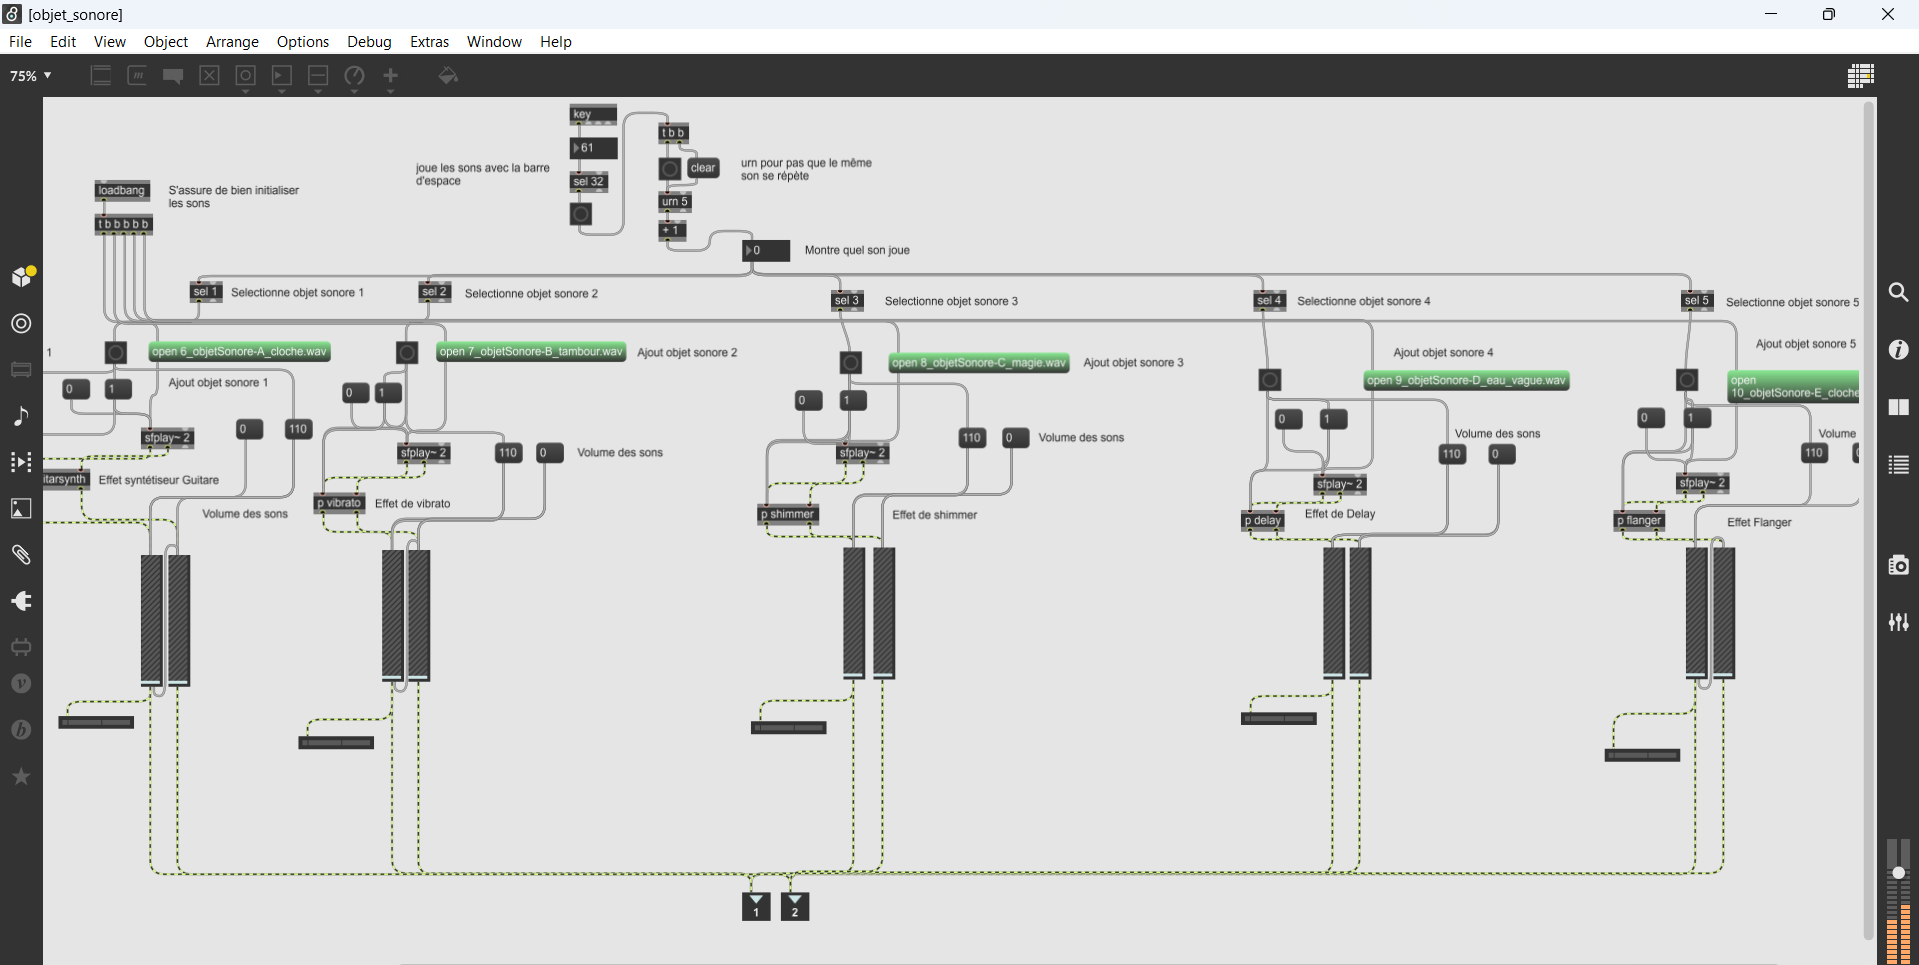 [objet_sonore]
File Edit View Object Arrange Options Debug Extras Window Help
75%
key
61
sel 32
joue les sons avec la barre
d'espace
t b b
clear
urn 5
+ 1
urn pour pas que le même
son se répète
loadbang
S'assure de bien initialiser
les sons
t b b b b b
0
Montre quel son joue
sel 1
Selectionne objet sonore 1
sel 2
Selectionne objet sonore 2
sel 3
Selectionne objet sonore 3
sel 4
Selectionne objet sonore 4
sel 5
Selectionne objet sonore 5
1
open 6_objetSonore-A_cloche.wav
Ajout objet sonore 1
0
1
sfplay~ 2
0
110
itarsynth
Effet syntétiseur Guitare
Volume des sons
open 7_objetSonore-B_tambour.wav
Ajout objet sonore 2
0
1
sfplay~ 2
110
0
Volume des sons
p vibrato
Effet de vibrato
open 8_objetSonore-C_magie.wav
Ajout objet sonore 3
0
1
sfplay~ 2
110
0
Volume des sons
p shimmer
Effet de shimmer
Ajout objet sonore 4
open 9_objetSonore-D_eau_vague.wav
0
1
Volume des sons
110
0
sfplay~ 2
p delay
Effet de Delay
Ajout objet sonore 5
open
10_objetSonore-E_cloche
0
1
Volume
110
sfplay~ 2
p flanger
Effet Flanger
1
2